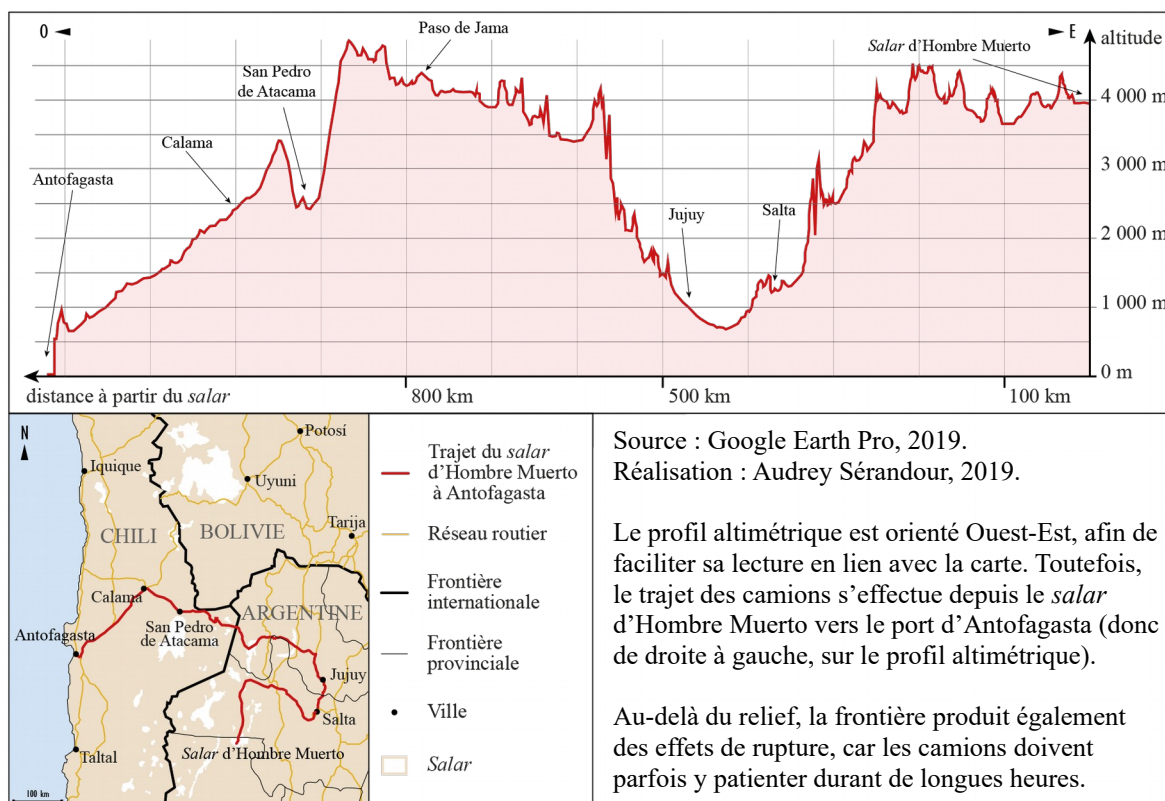 O
E
altitude
Paso de Jama
Salar d'Hombre Muerto
San Pedro
de Atacama
4 000 m
Calama
Antofagasta
3 000 m
Jujuy
Salta
2 000 m
1 000 m
0 m
distance à partir du salar
800 km
500 km
100 km
N
Potosí
Iquique
Uyuni
Tarija
CHILI
BOLIVIE
Calama
ARGENTINE
San Pedro
de Atacama
Antofagasta
Jujuy
Salta
Salar d'Hombre Muerto
Taltal
100 km
Trajet du salar
d'Hombre Muerto
à Antofagasta
Réseau routier
Frontière
internationale
Frontière
provinciale
Ville
Salar
Source : Google Earth Pro, 2019.
Réalisation : Audrey Sérandour, 2019.
Le profil altimétrique est orienté Ouest-Est, afin de
faciliter sa lecture en lien avec la carte. Toutefois,
le trajet des camions s'effectue depuis le salar
d'Hombre Muerto vers le port d'Antofagasta (donc
de droite à gauche, sur le profil altimétrique).
Au-delà du relief, la frontière produit également
des effets de rupture, car les camions doivent
parfois y patienter durant de longues heures.